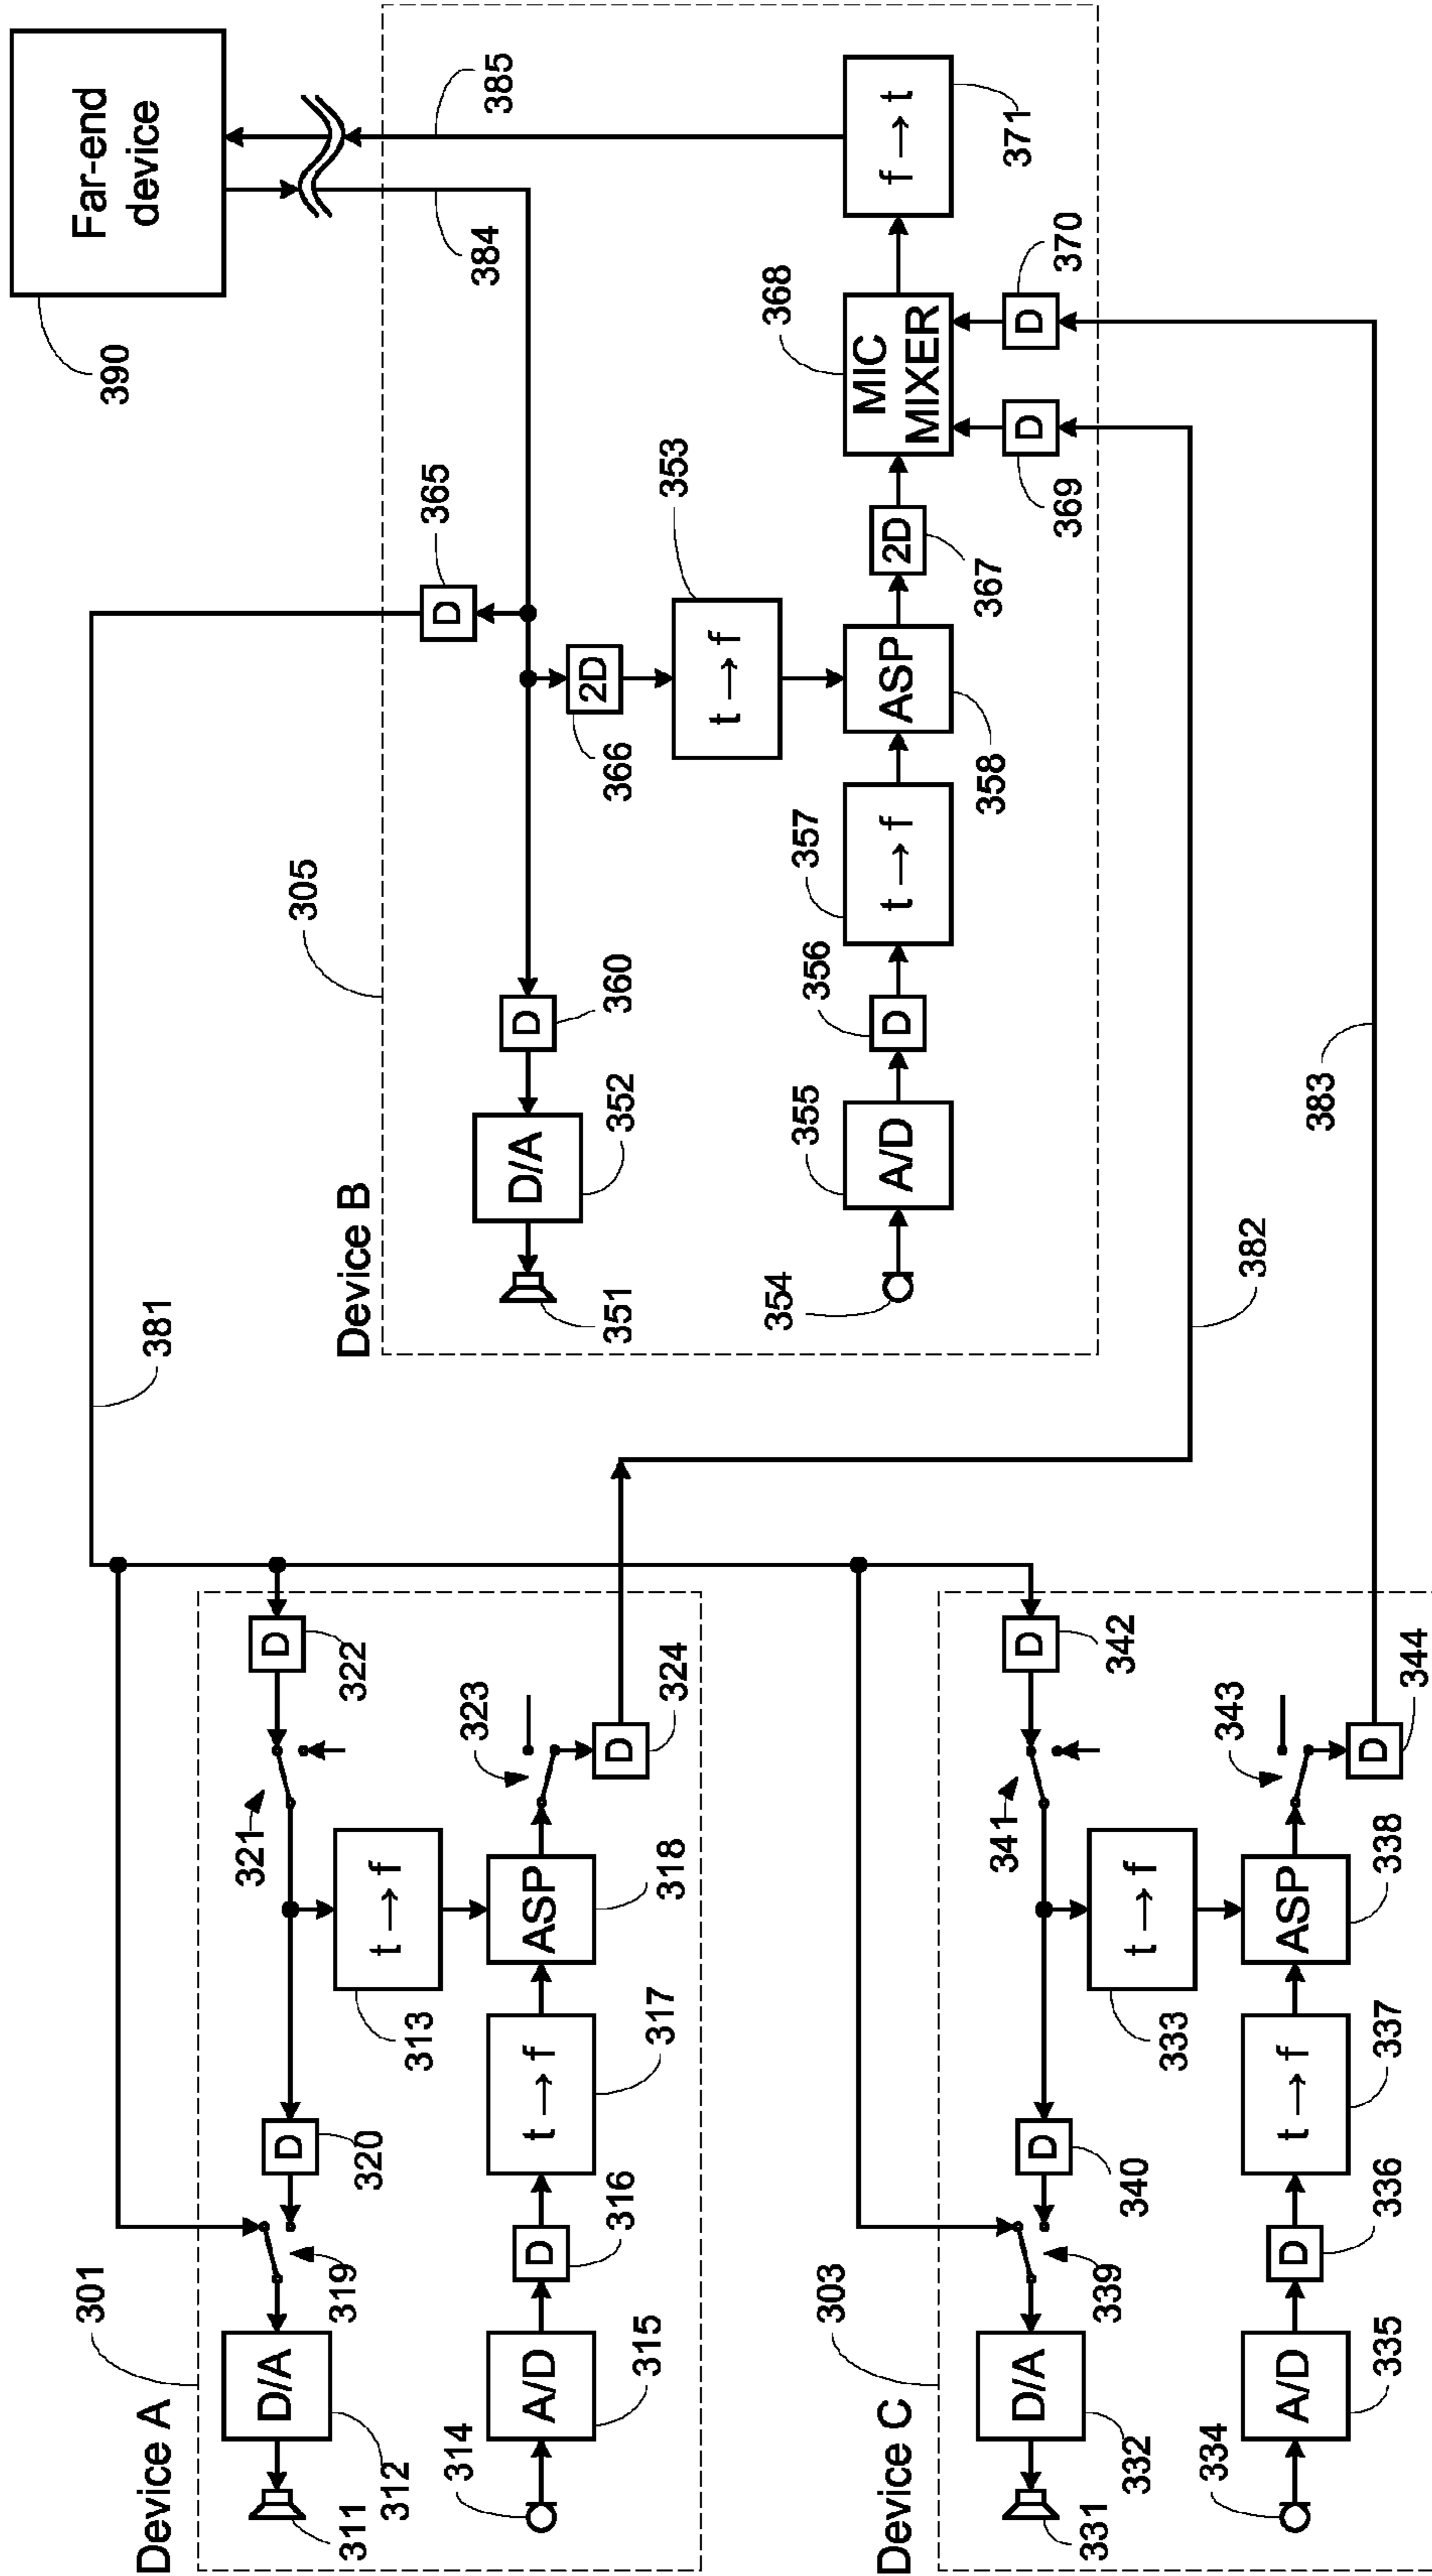 Device A
301
D/A
311
312
319
D
320
321
D
322
t → f
313
314
A/D
315
D
316
t → f
317
ASP
318
323
D
324
Device C
303
D/A
331
332
339
D
340
341
D
342
t → f
333
334
A/D
335
D
336
t → f
337
ASP
338
343
D
344
381
382
383
Device B
305
351
D/A
352
D
360
D
365
2D
366
t → f
353
354
A/D
355
D
356
t → f
357
ASP
358
2D
367
MIC
MIXER
368
D
369
D
370
f → t
371
384
385
Far-end
device
390